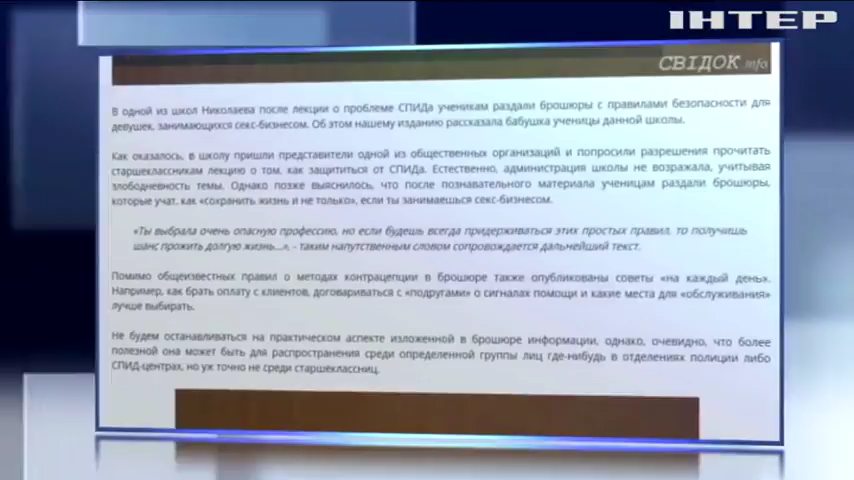 ІНТЕР
СВІДОК.info
В одной из школ Николаева после лекции о проблеме СПИДа ученикам раздали брошюры с правилами безопасности для
девушек, занимающихся секс-бизнесом. Об этом нашему изданию рассказала бабушка ученицы данной школы.
Как оказалось, в школу пришли представители одной из общественных организаций и попросили разрешения прочитать
старшеклассникам лекцию о том, как защититься от СПИДа. Естественно, администрация школы не возражала, учитывая
злободневность темы. Однако позже выяснилось, что после познавательного материала ученицам раздали брошюры,
которые учат, как «сохранить жизнь и не только», если ты занимаешься секс-бизнесом.
«Ты выбрала очень опасную профессию, но если будешь всегда придерживаться этих простых правил, то получишь
шанс прожить долгую жизнь...», - таким напутственным словом сопровождается дальнейший текст.
Помимо общеизвестных правил о методах контрацепции в брошюре также опубликованы советы «на каждый день».
Например, как брать оплату с клиентов, договариваться с «подругами» о сигналах помощи и какие места для «обслуживания»
лучше выбирать.
Не будем останавливаться на практическом аспекте изложенной в брошюре информации, однако, очевидно, что более
полезной она может быть для распространения среди определенной группы лиц где-нибудь в отделениях полиции либо
СПИД-центрах, но уж точно не среди старшеклассниц.